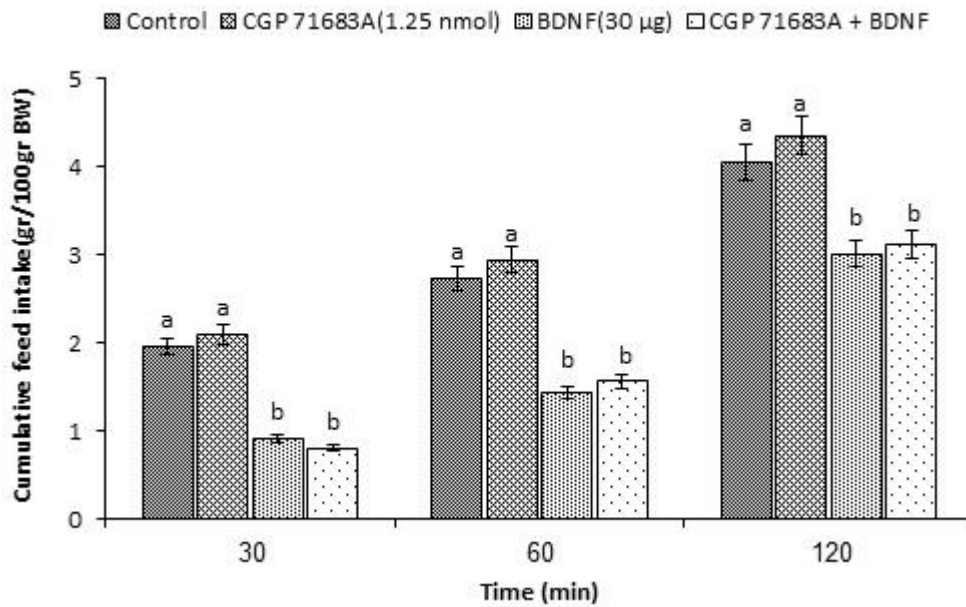 Control CGP 71683A(1.25 nmol) BDNF(30 µg) CGP 71683A + BDNF
Cumulative feed intake(gr/100gr BW)
5
4
3
2
1
0
a a b b
a a b b
a a b b
30 60 120
Time (min)